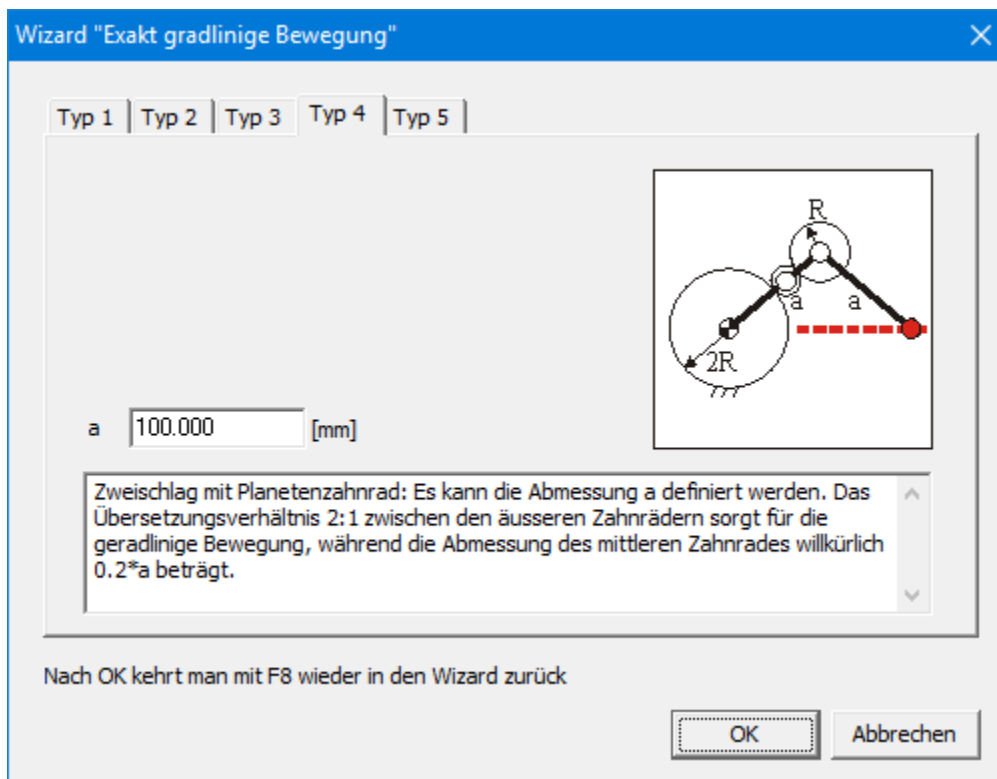 Wizard "Exakt gradlinige Bewegung"
Typ 1 Typ 2 Typ 3 Typ 4 Typ 5
R
a a
2R
a 100.000 [mm]
Zweischlag mit Planetenzahnrad: Es kann die Abmessung a definiert werden. Das
Übersetzungsverhältnis 2:1 zwischen den äusseren Zahnrädern sorgt für die
geradlinige Bewegung, während die Abmessung des mittleren Zahnrades willkürlich
0.2*a beträgt.
Nach OK kehrt man mit F8 wieder in den Wizard zurück
OK Abbrechen